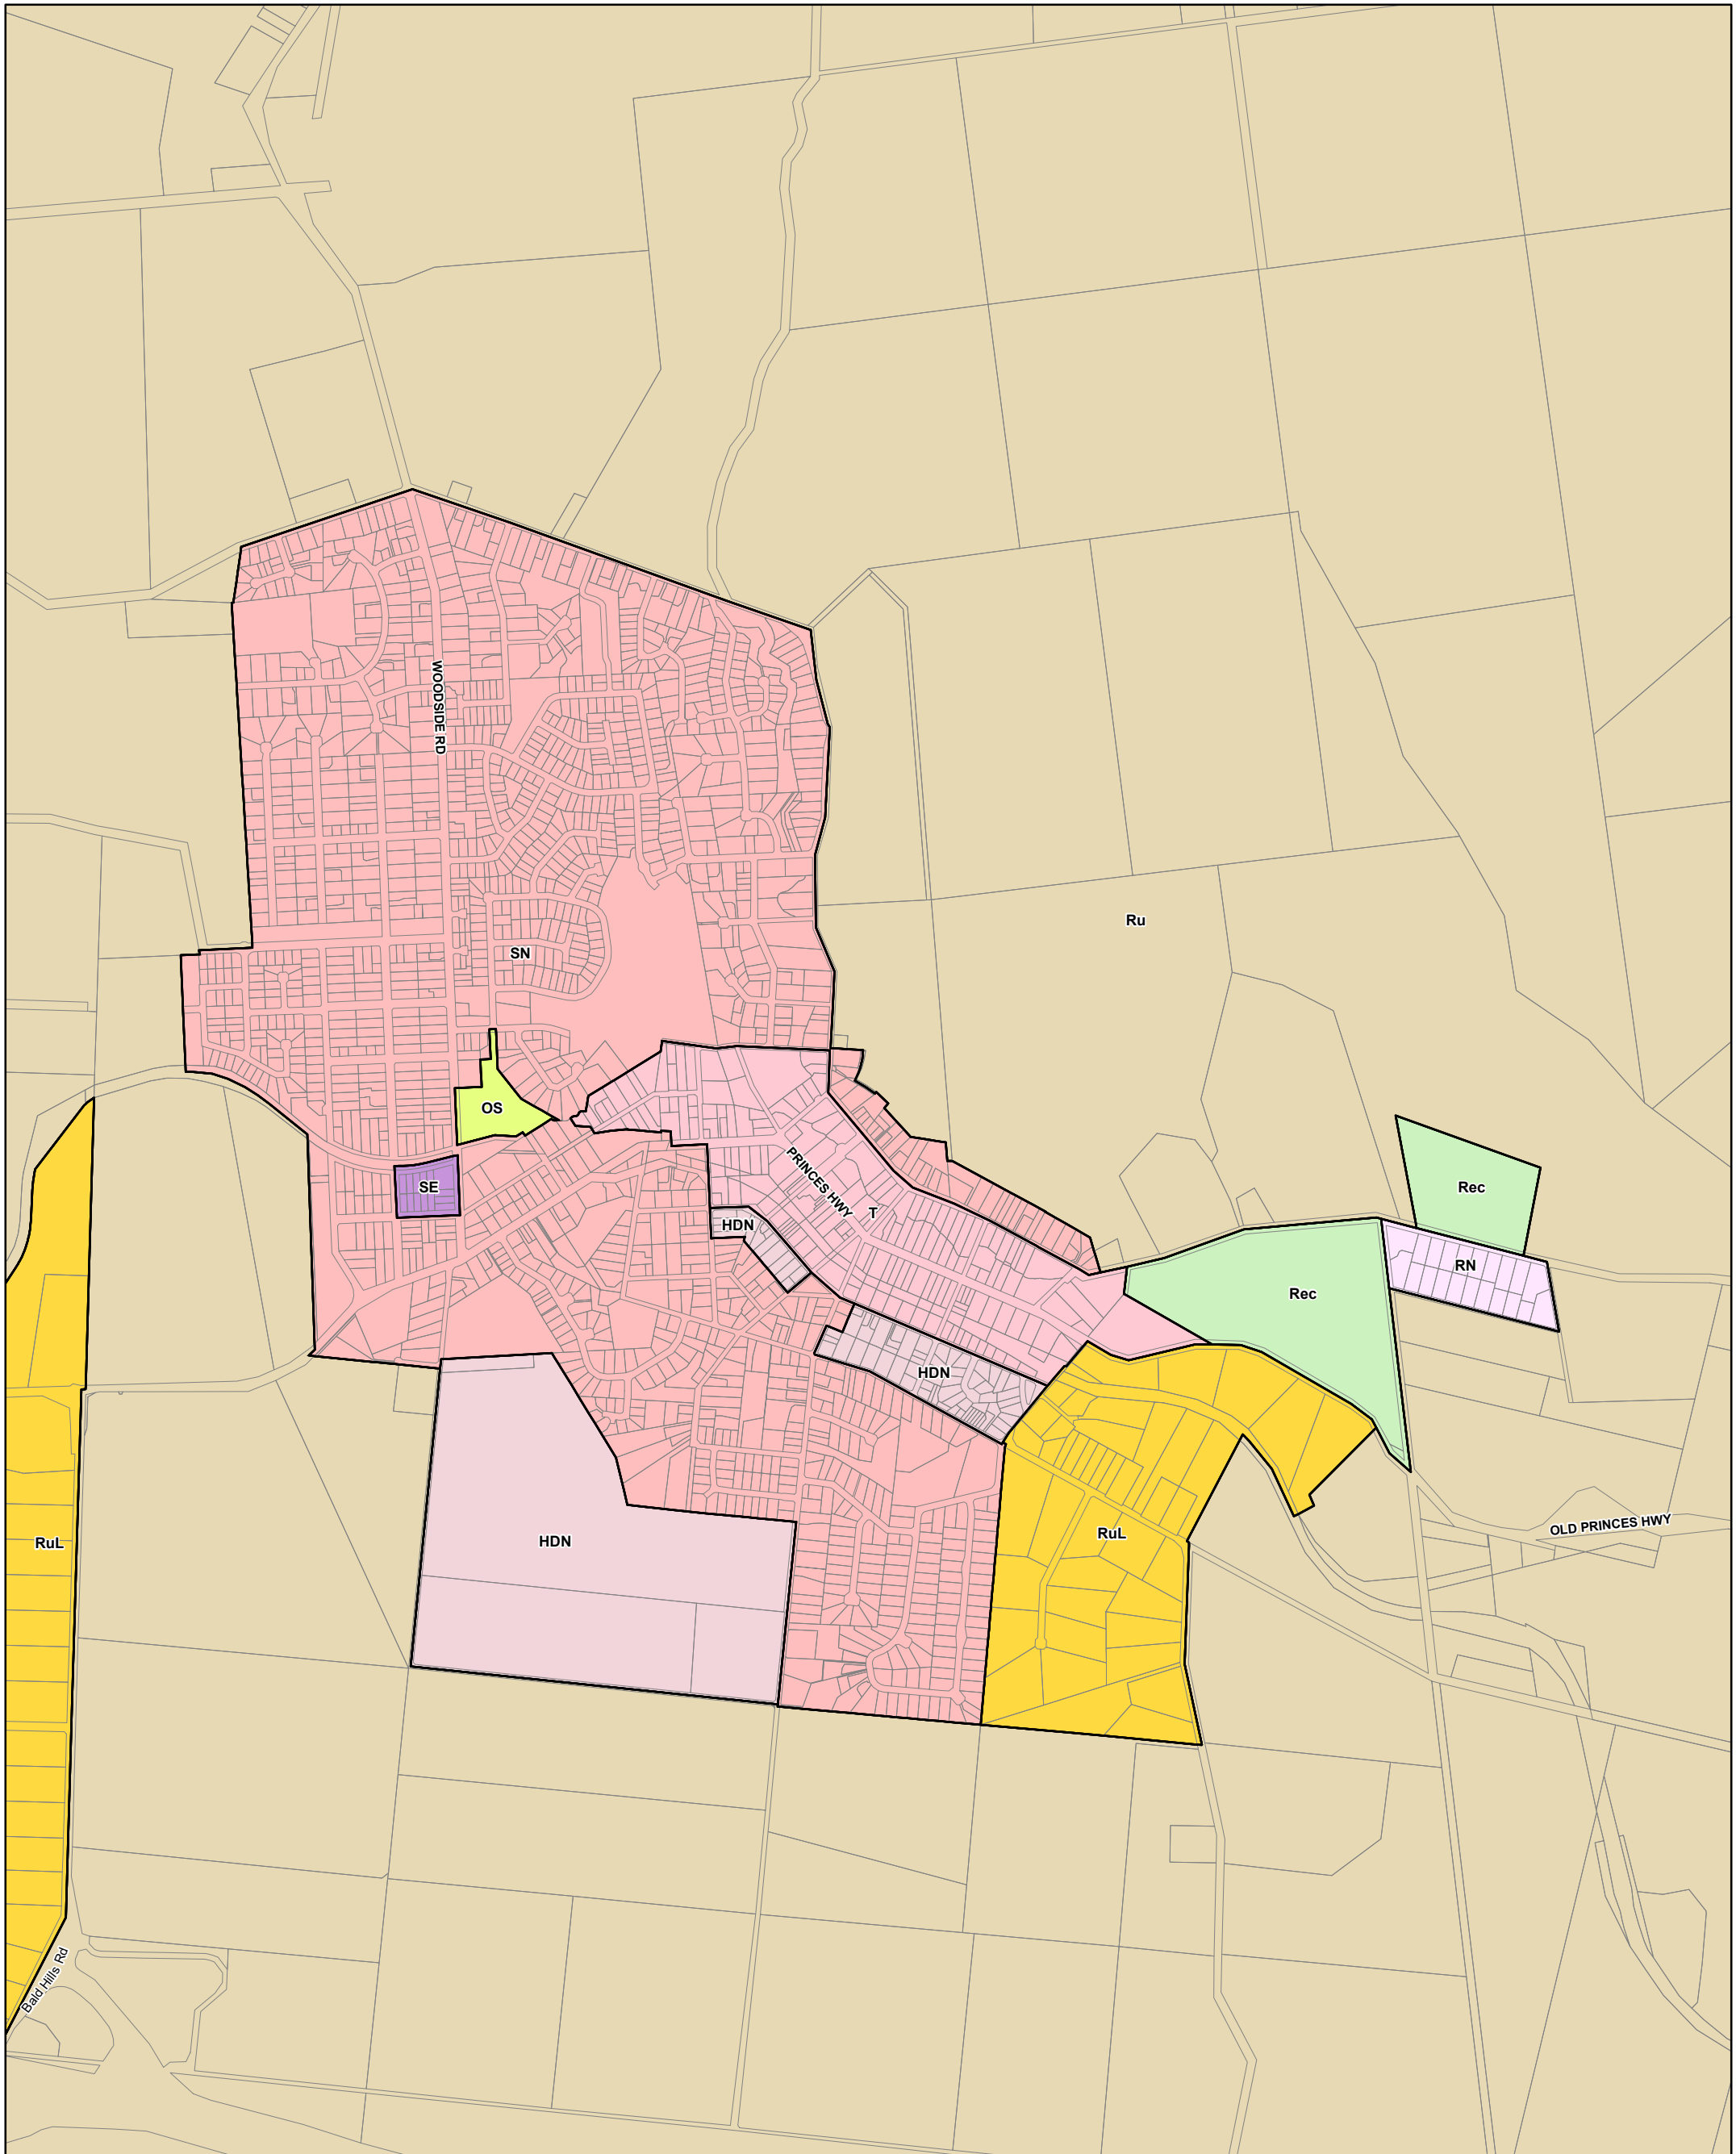 WOODSIDE RD
Ru
SN
OS
SE
PRINCES HWY
T
HDN
Rec
RN
Rec
HDN
OLD PRINCES HWY
RuL
HDN
RuL
Bald Hills Rd